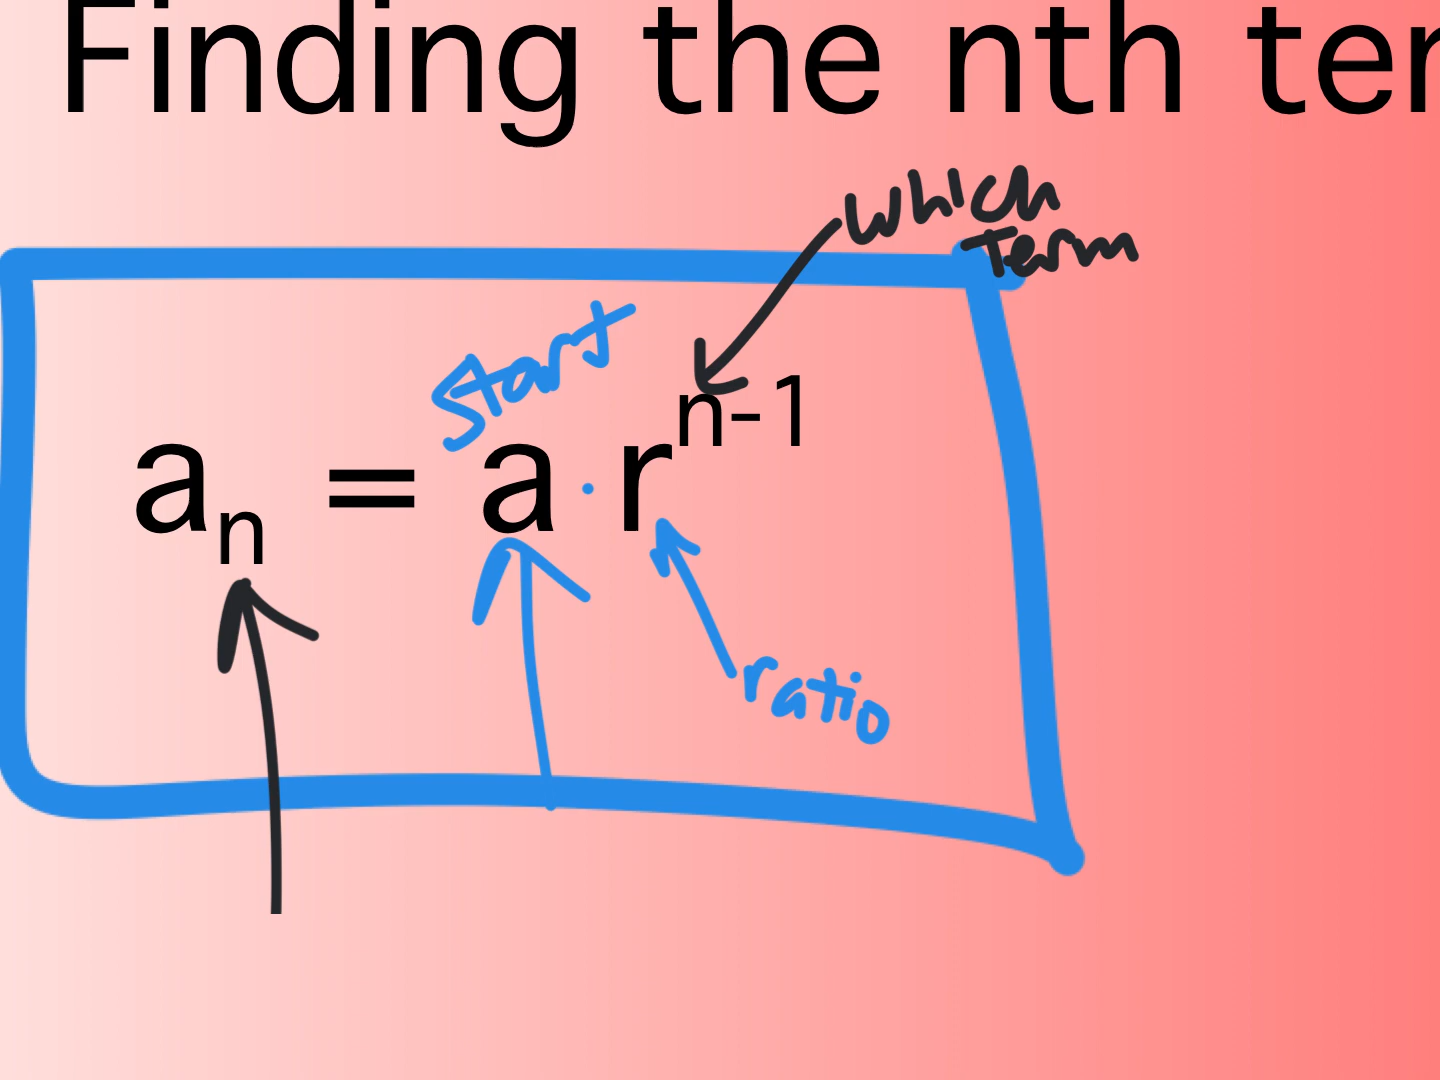 Finding the nth ter
which
Term
start
aₙ = a · rⁿ⁻¹
ratio